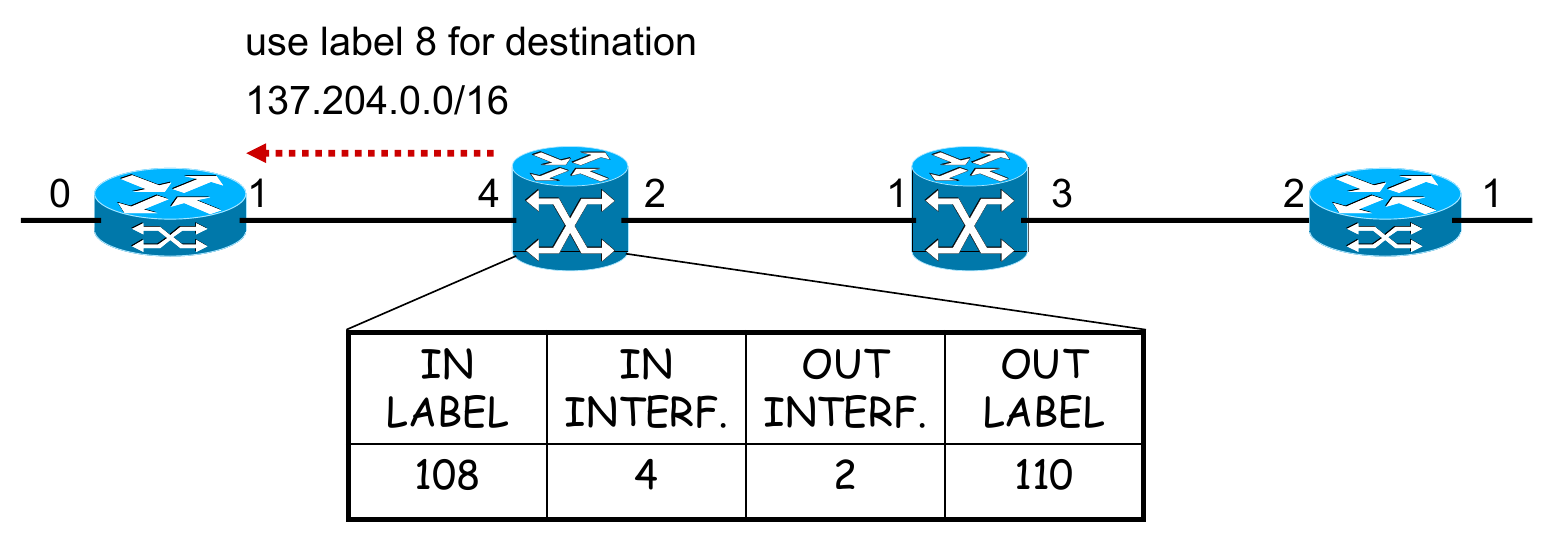 use label 8 for destination
137.204.0.0/16
0 1 4 2 1 3 2 1
IN LABEL
IN INTERF.
OUT INTERF.
OUT LABEL
108 4 2 110